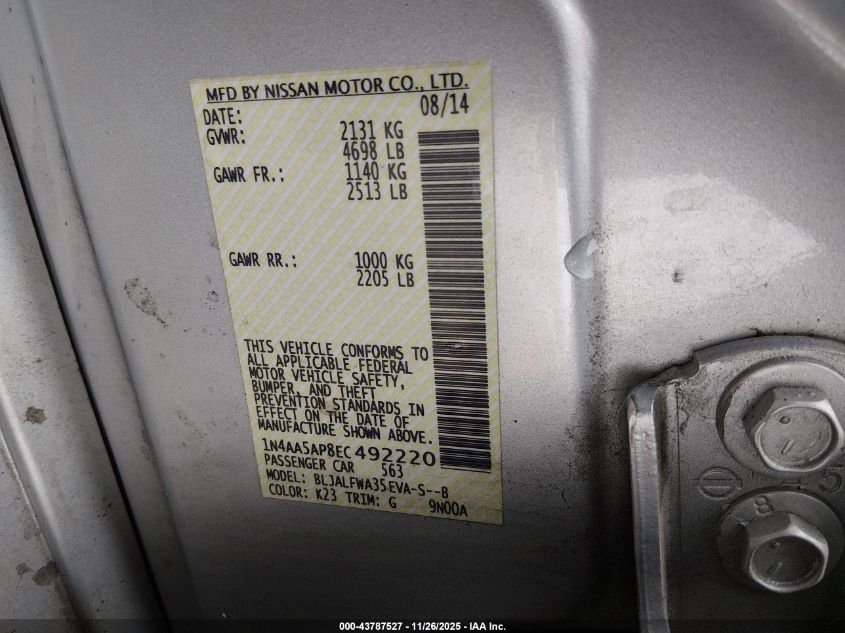 MFD BY NISSAN MOTOR CO., LTD.
DATE: 08/14
GVWR: 2131 KG
4698 LB
GAWR FR.: 1140 KG
2513 LB
GAWR RR.: 1000 KG
2205 LB
THIS VEHICLE CONFORMS TO
ALL APPLICABLE FEDERAL
MOTOR VEHICLE SAFETY,
BUMPER, AND THEFT
PREVENTION STANDARDS IN
EFFECT ON THE DATE OF
MANUFACTURE SHOWN ABOVE.
1N4AA5AP8EC492220
PASSENGER CAR 563
MODEL: BLJALFWA35EVA-S--B
COLOR: K23 TRIM: G 9N00A
4 5
8
000-43787527 - 11/26/2025 - IAA Inc.